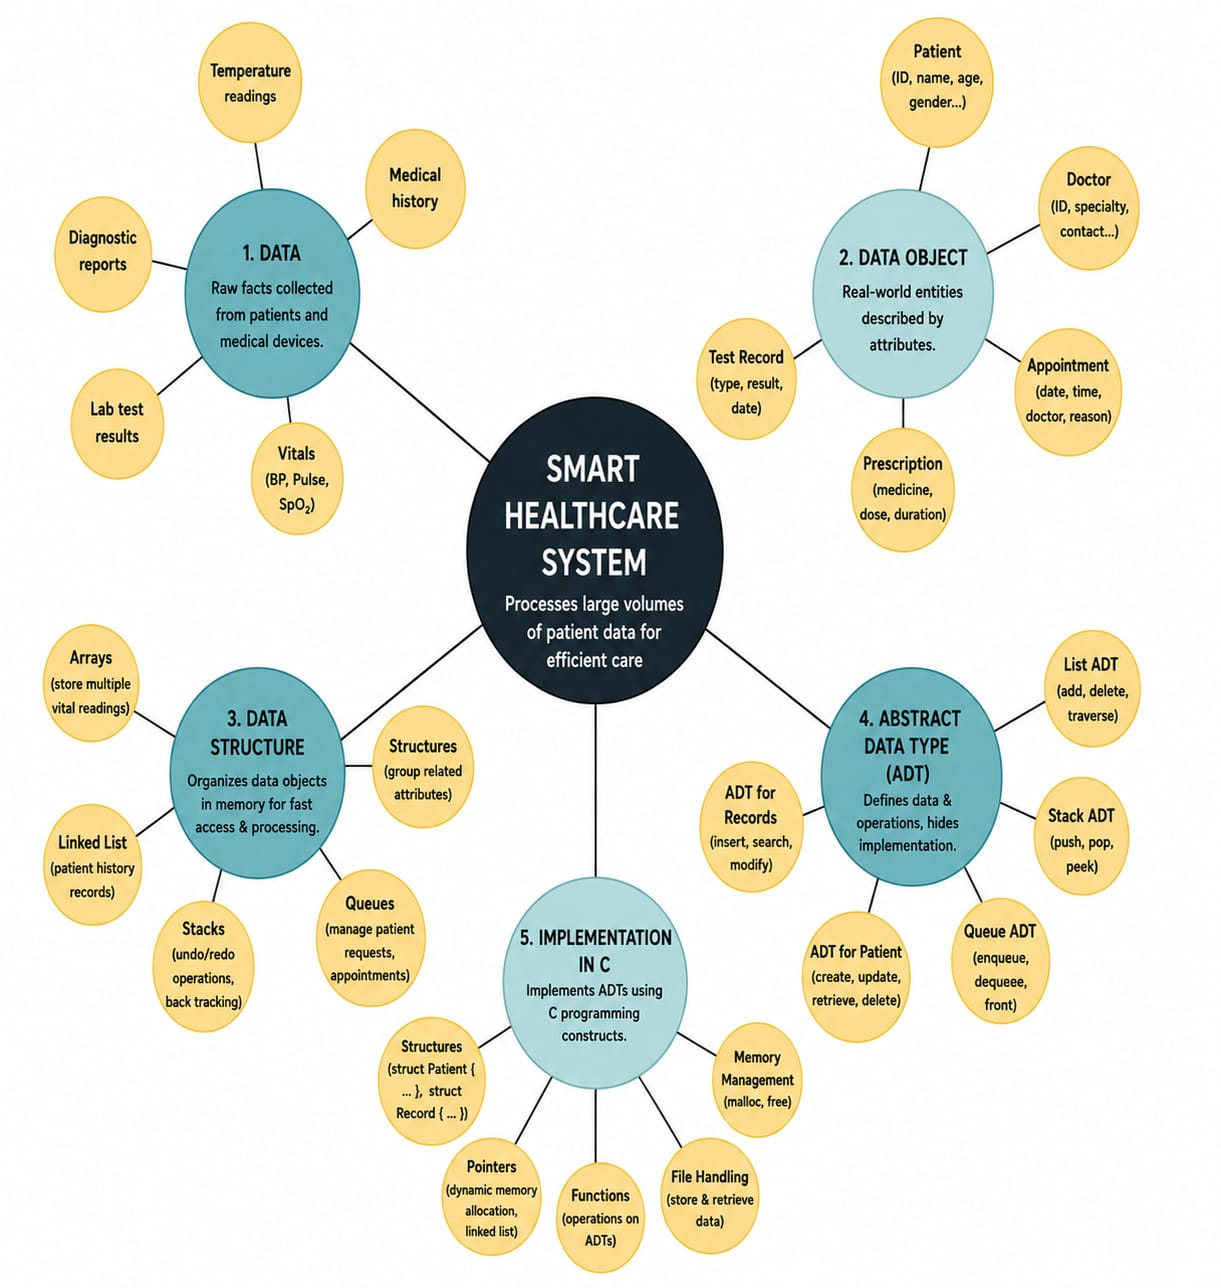 Temperature
readings
Medical
history
Diagnostic
reports
1. DATA
Raw facts collected
from patients and
medical devices.
Lab test
results
Vitals
(BP, Pulse,
SpO₂)
Patient
(ID, name, age,
gender...)
Doctor
(ID, specialty,
contact...)
2. DATA OBJECT
Real-world entities
described by
attributes.
Test Record
(type, result,
date)
Appointment
(date, time,
doctor, reason)
Prescription
(medicine,
dose, duration)
SMART
HEALTHCARE
SYSTEM
Processes large volumes
of patient data for
efficient care
Arrays
(store multiple
vital readings)
3. DATA
STRUCTURE
Organizes data objects
in memory for fast
access & processing.
Structures
(group related
attributes)
Linked List
(patient history
records)
Stacks
(undo/redo
operations,
back tracking)
Queues
(manage patient
requests,
appointments)
List ADT
(add, delete,
traverse)
4. ABSTRACT
DATA TYPE
(ADT)
Defines data &
operations, hides
implementation.
ADT for
Records
(insert, search,
modify)
Stack ADT
(push, pop,
peek)
ADT for Patient
(create, update,
retrieve, delete)
Queue ADT
(enqueue,
dequeee,
front)
5. IMPLEMENTATION
IN C
Implements ADTs using
C programming
constructs.
Structures
(struct Patient {
... }, struct
Record { ... })
Pointers
(dynamic memory
allocation,
linked list)
Functions
(operations on
ADTs)
File Handling
(store & retrieve
data)
Memory
Management
(malloc, free)